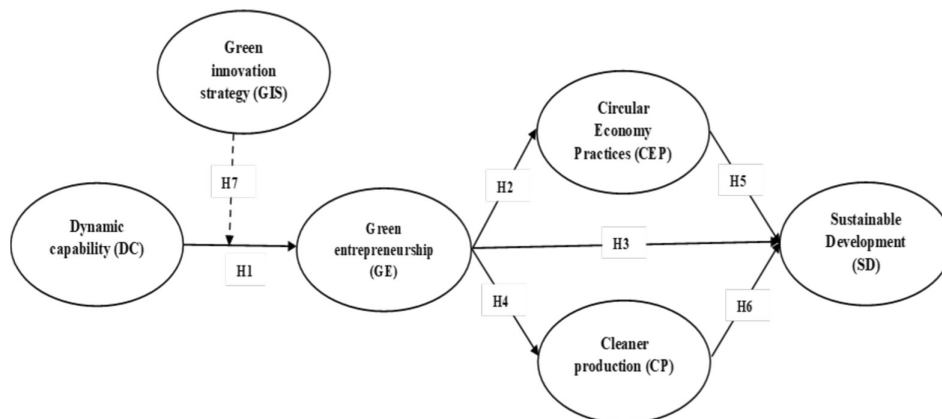 Green
innovation
strategy (GIS)
H7
Dynamic
capability (DC)
H1
Green
entrepreneurship
(GE)
H2
Circular
Economy
Practices (CEP)
H3
H4
Cleaner
production (CP)
H5
H6
Sustainable
Development
(SD)